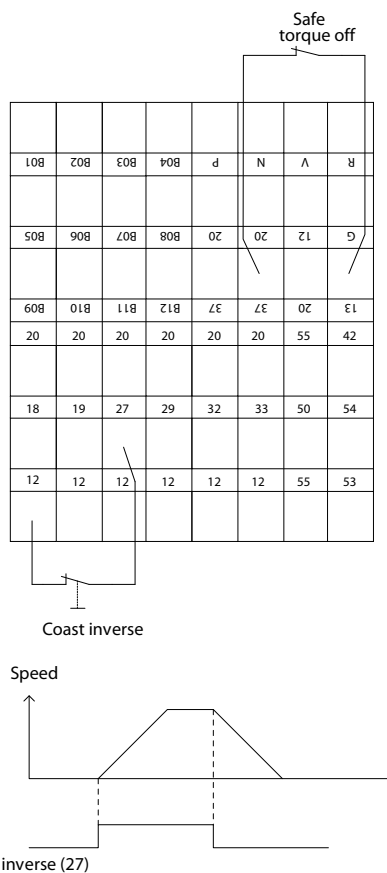 Safe
torque off
B01 B02 B03 B04 P N V R
B05 B06 B07 B08 20 20 12 G
B09 B10 B11 B12 37 37 20 13
20 20 20 20 20 20 55 42
18 19 27 29 32 33 50 54
12 12 12 12 12 12 55 53
Coast inverse
Speed
inverse (27)